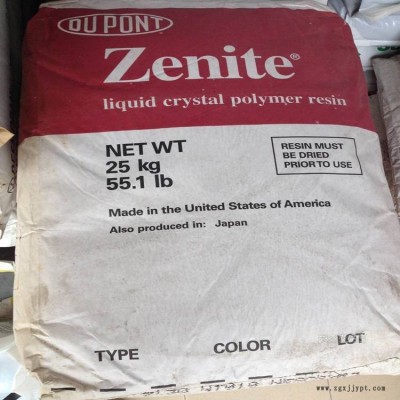 DU PONT
Zenite®
liquid crystal polymer resin
NET WT
25 kg
55.1 lb
RESIN MUST
BE DRIED
PRIOR TO USE
Made in the United States of America
Also produced in: Japan
TYPE COLOR LOT
www.zgxjjypt.com